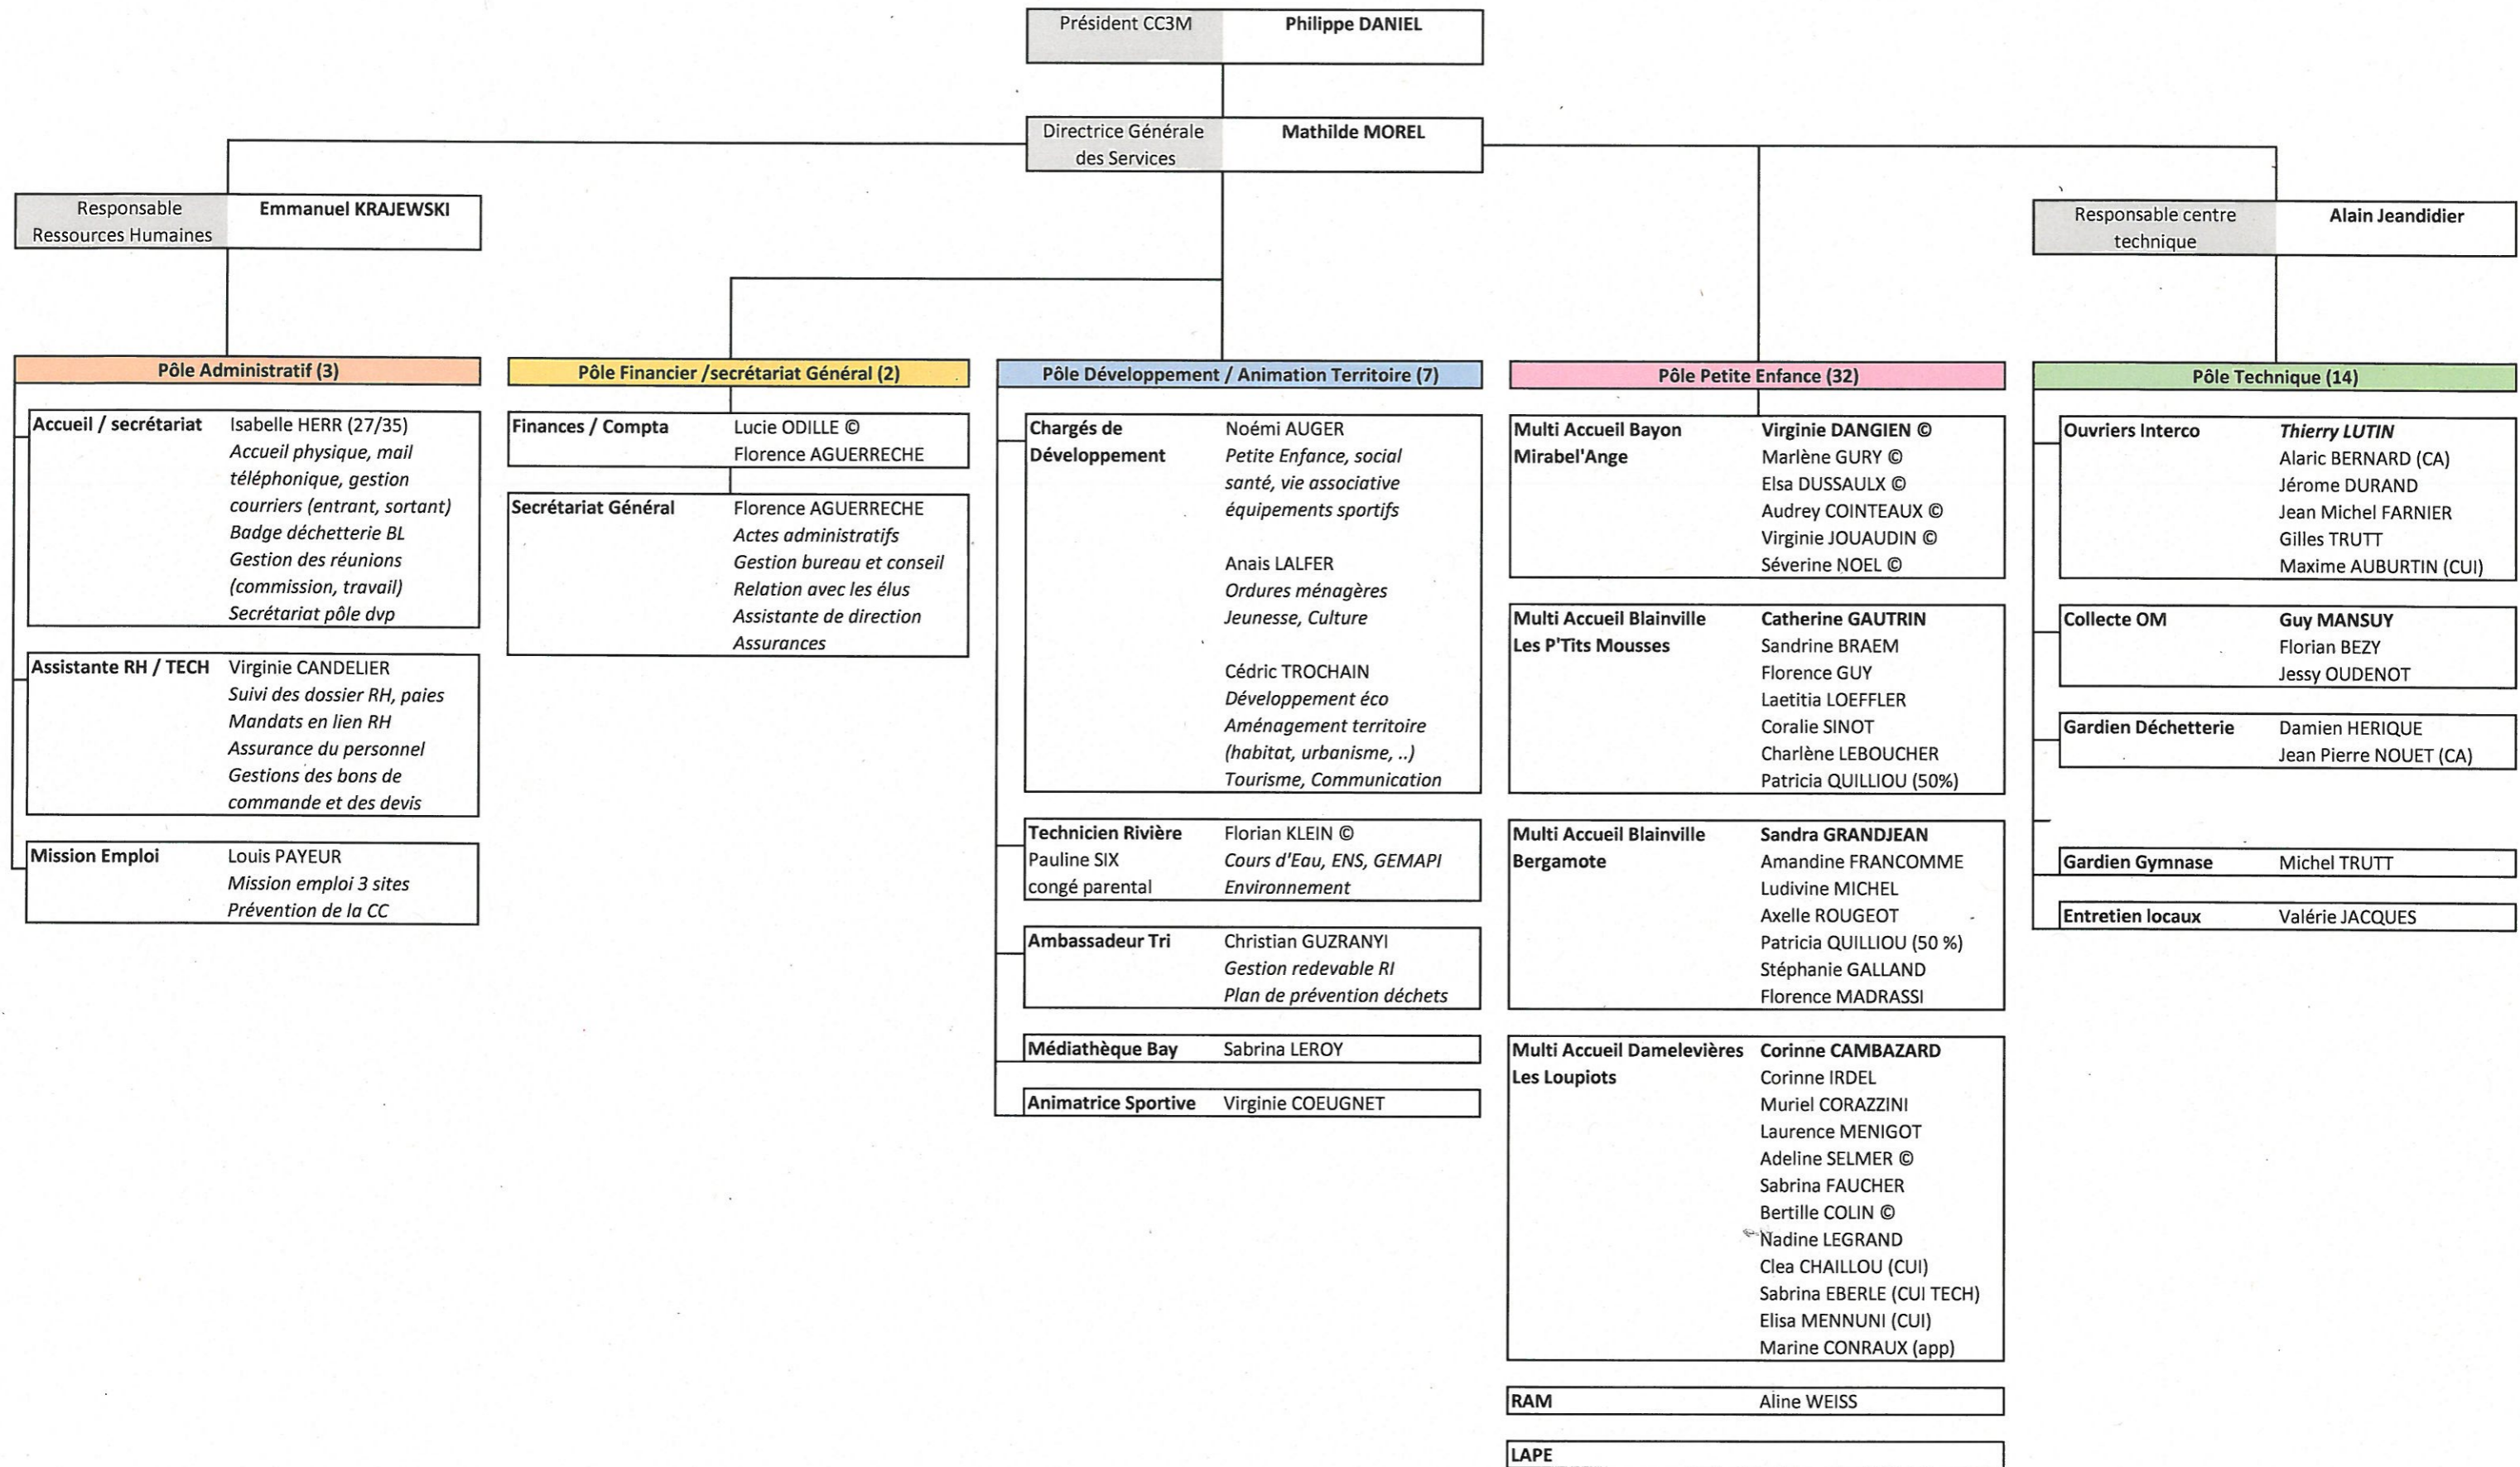 Président CC3M Philippe DANIEL
Directrice Générale Mathilde MOREL
des Services
Responsable Emmanuel KRAJEWSKI
Ressources Humaines
Responsable centre Alain Jeandidier
technique
Pôle Administratif (3)
Accueil / secrétariat Isabelle HERR (27/35)
Accueil physique, mail
téléphonique, gestion
courriers (entrant, sortant)
Badge déchetterie BL
Gestion des réunions
(commission, travail)
Secrétariat pôle dvp
Assistante RH / TECH Virginie CANDELIER
Suivi des dossier RH, paies
Mandats en lien RH
Assurance du personnel
Gestions des bons de
commande et des devis
Mission Emploi Louis PAYEUR
Mission emploi 3 sites
Prévention de la CC
Pôle Financier /secrétariat Général (2)
Finances / Compta Lucie ODILLE ©
Florence AGUERRECHE
Secrétariat Général Florence AGUERRECHE
Actes administratifs
Gestion bureau et conseil
Relation avec les élus
Assistante de direction
Assurances
Pôle Développement / Animation Territoire (7)
Chargés de Noémi AUGER
Développement Petite Enfance, social
santé, vie associative
équipements sportifs
Anais LALFER
Ordures ménagères
Jeunesse, Culture
Cédric TROCHAIN
Développement éco
Aménagement territoire
(habitat, urbanisme, ..)
Tourisme, Communication
Technicien Rivière Florian KLEIN ©
Pauline SIX Cours d'Eau, ENS, GEMAPI
congé parental Environnement
Ambassadeur Tri Christian GUZRANYI
Gestion redevable RI
Plan de prévention déchets
Médiathèque Bay Sabrina LEROY
Animatrice Sportive Virginie COEUGNET
Pôle Petite Enfance (32)
Multi Accueil Bayon Virginie DANGIEN ©
Mirabel'Ange Marlène GURY ©
Elsa DUSSAULX ©
Audrey COINTEAUX ©
Virginie JOUAUDIN ©
Séverine NOEL ©
Multi Accueil Blainville Catherine GAUTRIN
Les P'Tits Mousses Sandrine BRAEM
Florence GUY
Laetitia LOEFFLER
Coralie SINOT
Charlène LEBOUCHER
Patricia QUILLIOU (50%)
Multi Accueil Blainville Sandra GRANDJEAN
Bergamote Amandine FRANCOMME
Ludivine MICHEL
Axelle ROUGEOT
Patricia QUILLIOU (50 %)
Stéphanie GALLAND
Florence MADRASSI
Multi Accueil Damelevières Corinne CAMBAZARD
Les Loupiots Corinne IRDEL
Muriel CORAZZINI
Laurence MENIGOT
Adeline SELMER ©
Sabrina FAUCHER
Bertille COLIN ©
Nadine LEGRAND
Clea CHAILLOU (CUI)
Sabrina EBERLE (CUI TECH)
Elisa MENNUNI (CUI)
Marine CONRAUX (app)
RAM Aline WEISS
LAPE
Pôle Technique (14)
Ouvriers Interco Thierry LUTIN
Alaric BERNARD (CA)
Jérome DURAND
Jean Michel FARNIER
Gilles TRUTT
Maxime AUBURTIN (CUI)
Collecte OM Guy MANSUY
Florian BEZY
Jessy OUDENOT
Gardien Déchetterie Damien HERIQUE
Jean Pierre NOUET (CA)
Gardien Gymnase Michel TRUTT
Entretien locaux Valérie JACQUES